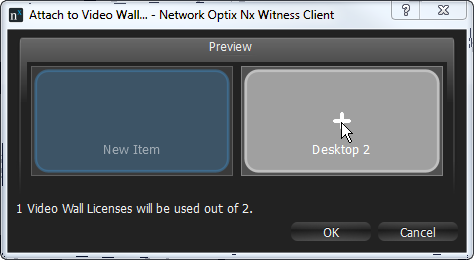 Attach to Video Wall... - Network Optix Nx Witness Client
Preview
New Item
Desktop 2
1 Video Wall Licenses will be used out of 2.
OK
Cancel